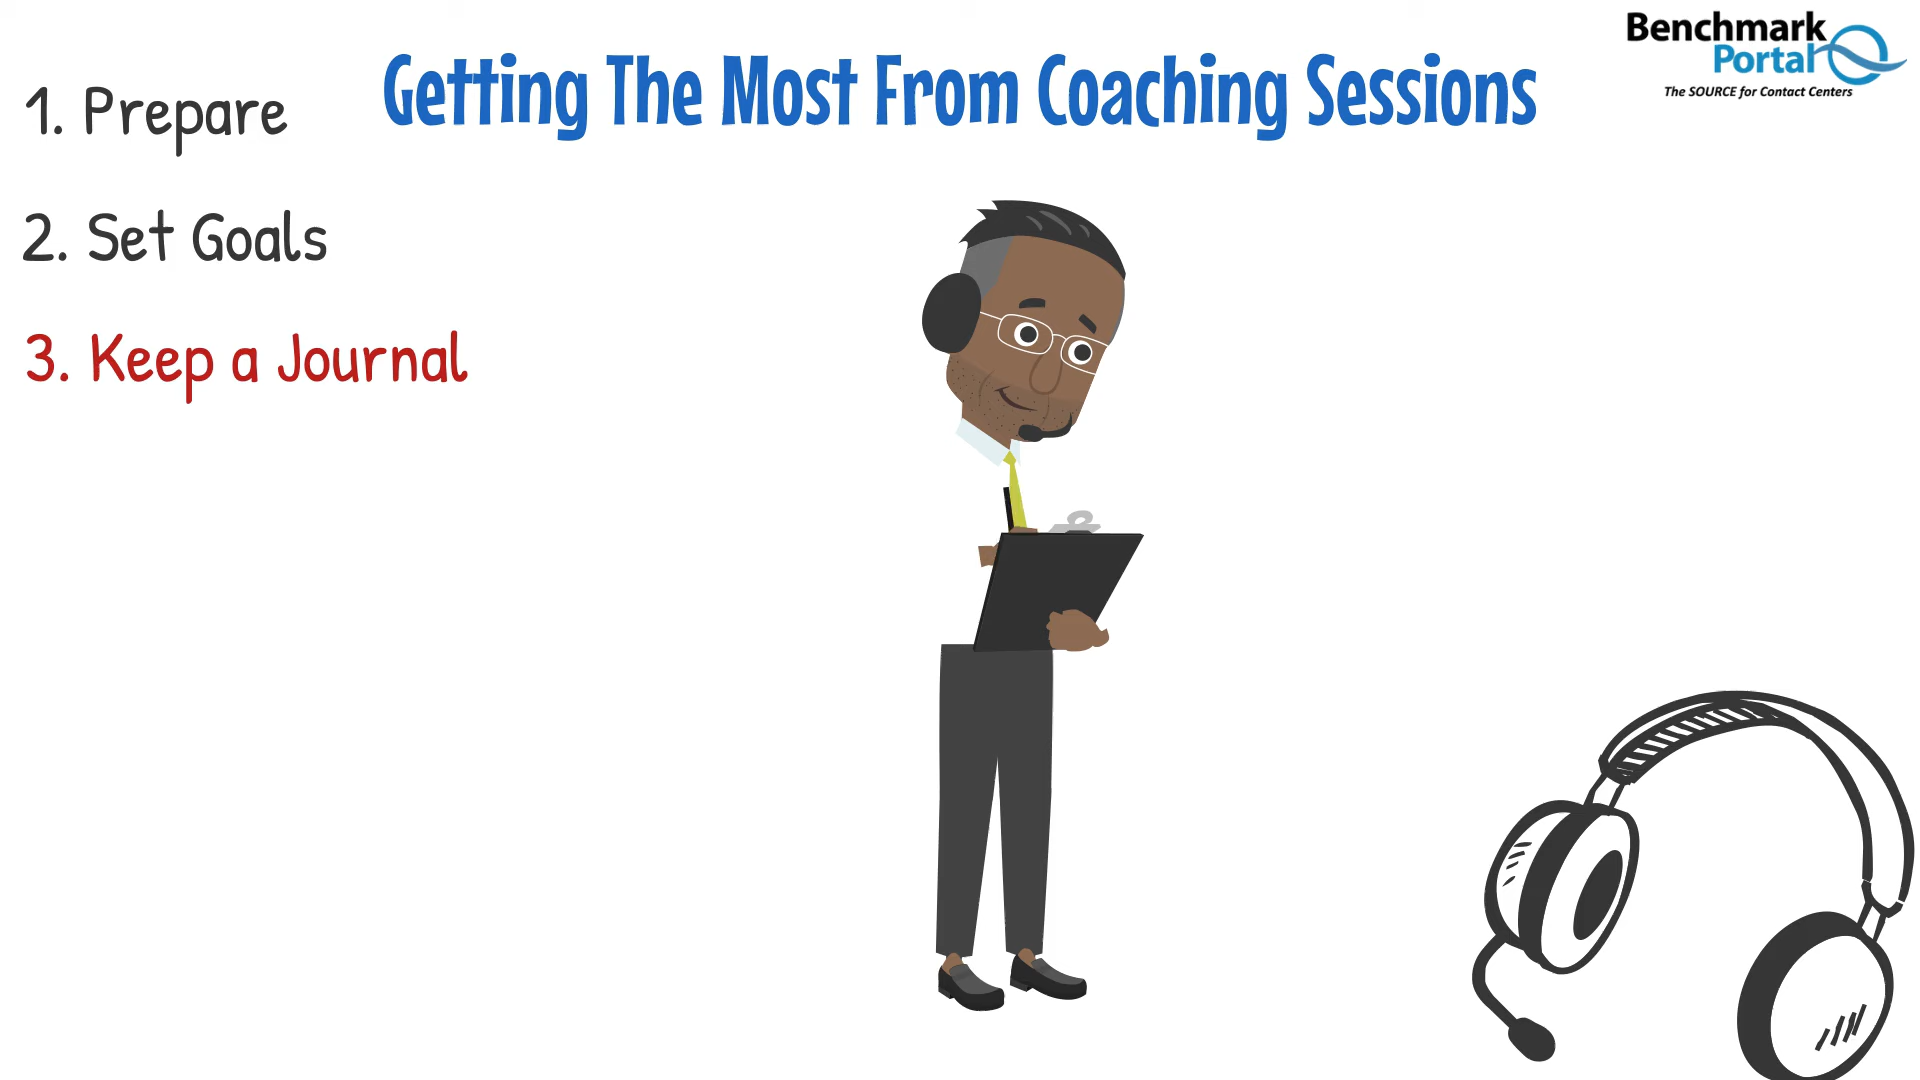 Getting The Most From Coaching Sessions
Benchmark
Portal
The SOURCE for Contact Centers
1. Prepare
2. Set Goals
3. Keep a Journal